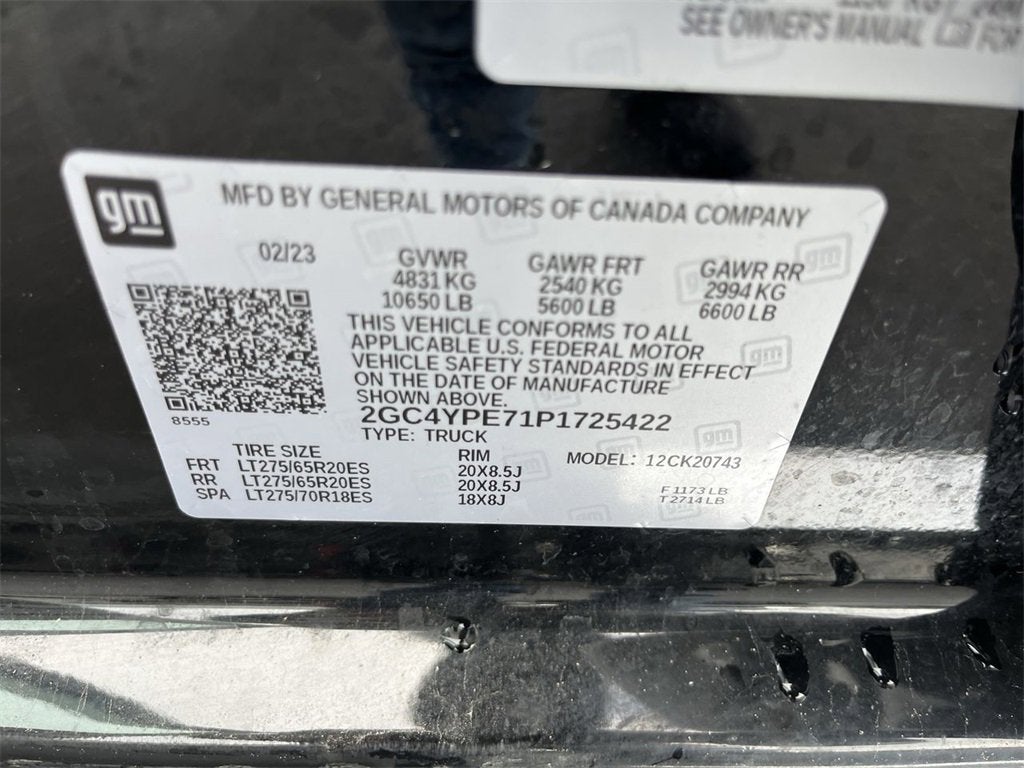 SEE OWNER'S MANUAL FOR
gm
MFD BY GENERAL MOTORS OF CANADA COMPANY
02/23
GVWR GAWR FRT GAWR RR
4831 KG 2540 KG 2994 KG
10650 LB 5600 LB 6600 LB
THIS VEHICLE CONFORMS TO ALL
APPLICABLE U.S. FEDERAL MOTOR
VEHICLE SAFETY STANDARDS IN EFFECT
ON THE DATE OF MANUFACTURE
SHOWN ABOVE.
8555
2GC4YPE71P1725422
TYPE: TRUCK
TIRE SIZE RIM MODEL: 12CK20743
FRT LT275/65R20ES 20X8.5J
RR LT275/65R20ES 20X8.5J
SPA LT275/70R18ES 18X8J
F 1173 LB
T 2714 LB